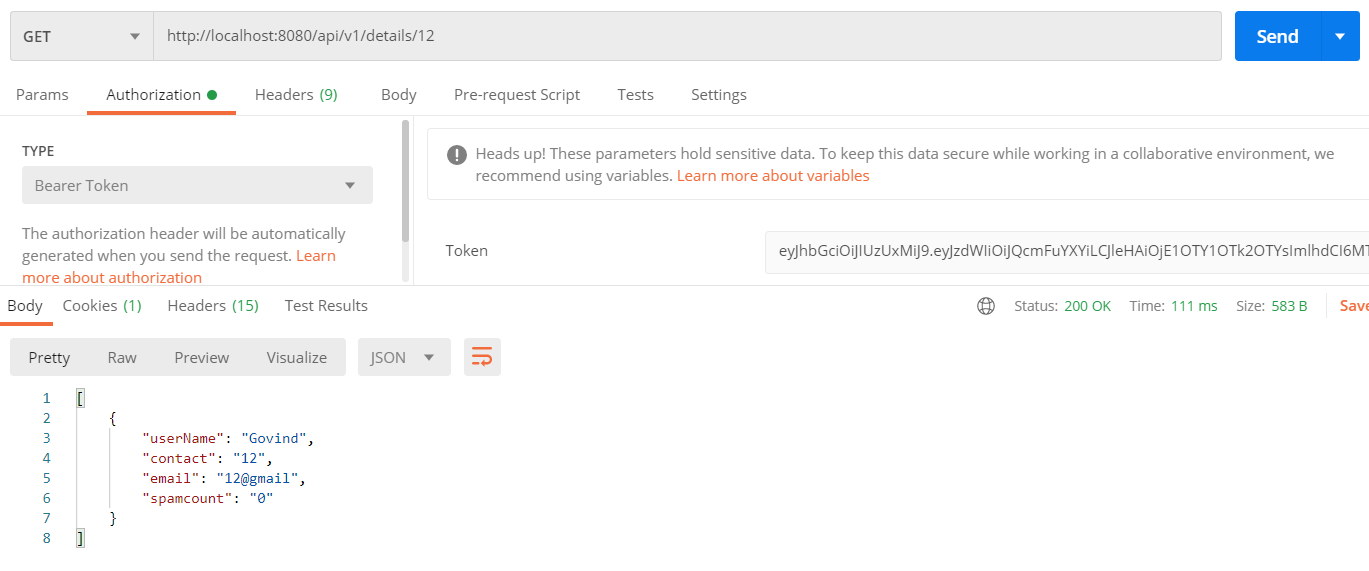 GET http://localhost:8080/api/v1/details/12 Send
Params Authorization Headers (9) Body Pre-request Script Tests Settings
TYPE
Bearer Token
The authorization header will be automatically
generated when you send the request. Learn
more about authorization
Heads up! These parameters hold sensitive data. To keep this data secure while working in a collaborative environment, we
recommend using variables. Learn more about variables
Token eyJhbGciOiJIUzUxMiJ9.eyJzdWIiOiJQcmFuYXYiLCJleHAiOjE1OTY1OTk2OTYsImlhdCI6MT
Body Cookies (1) Headers (15) Test Results Status: 200 OK Time: 111 ms Size: 583 B Save
Pretty Raw Preview Visualize JSON
1 [
2 {
3 "userName": "Govind",
4 "contact": "12",
5 "email": "12@gmail",
6 "spamcount": "0"
7 }
8 ]